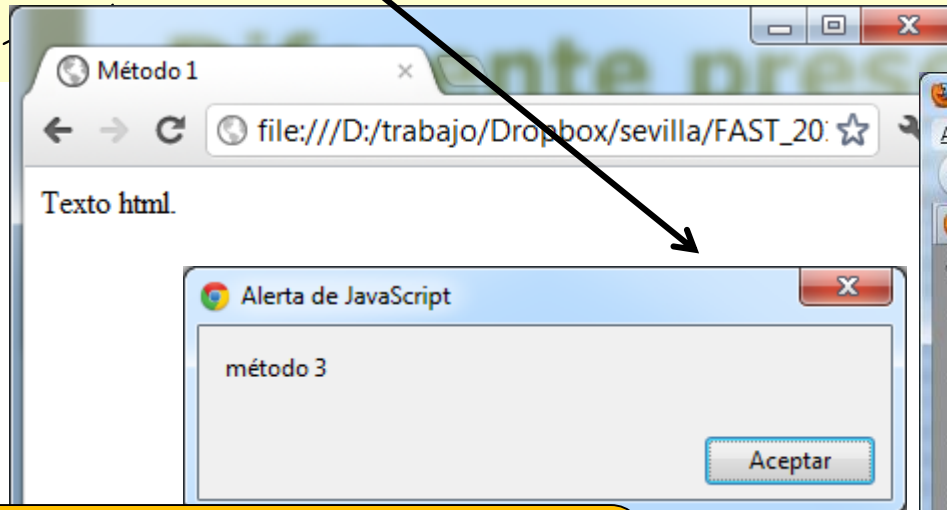 Método 1
file:///D:/trabajo/Dropbox/sevilla/FAST_20
Texto html.
Alerta de JavaScript
método 3
Aceptar